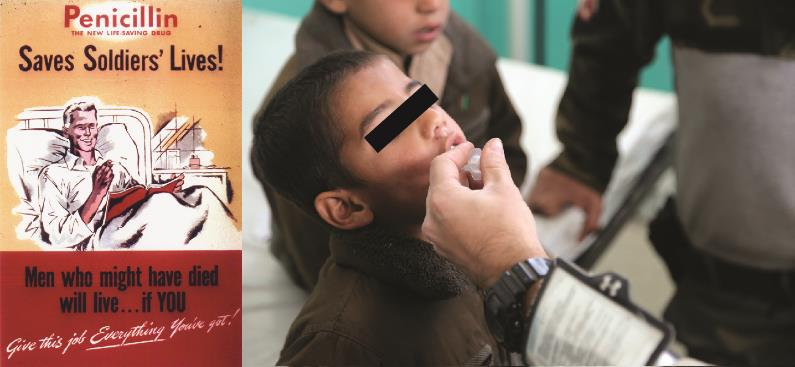 Penicillin
THE NEW LIFE-SAVING DRUG
Saves Soldiers' Lives!
Men who might have died
will live...if YOU
Give this job Everything You've got!